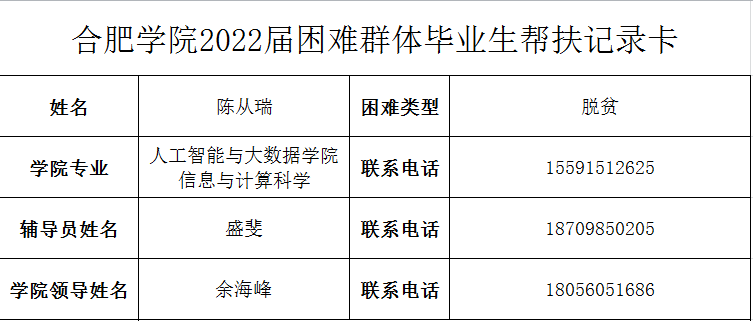 合肥学院2022届困难群体毕业生帮扶记录卡
姓名 陈从瑞 困难类型 脱贫
学院专业 人工智能与大数据学院 联系电话 15591512625
信息与计算科学
辅导员姓名 盛斐 联系电话 18709850205
学院领导姓名 余海峰 联系电话 18056051686